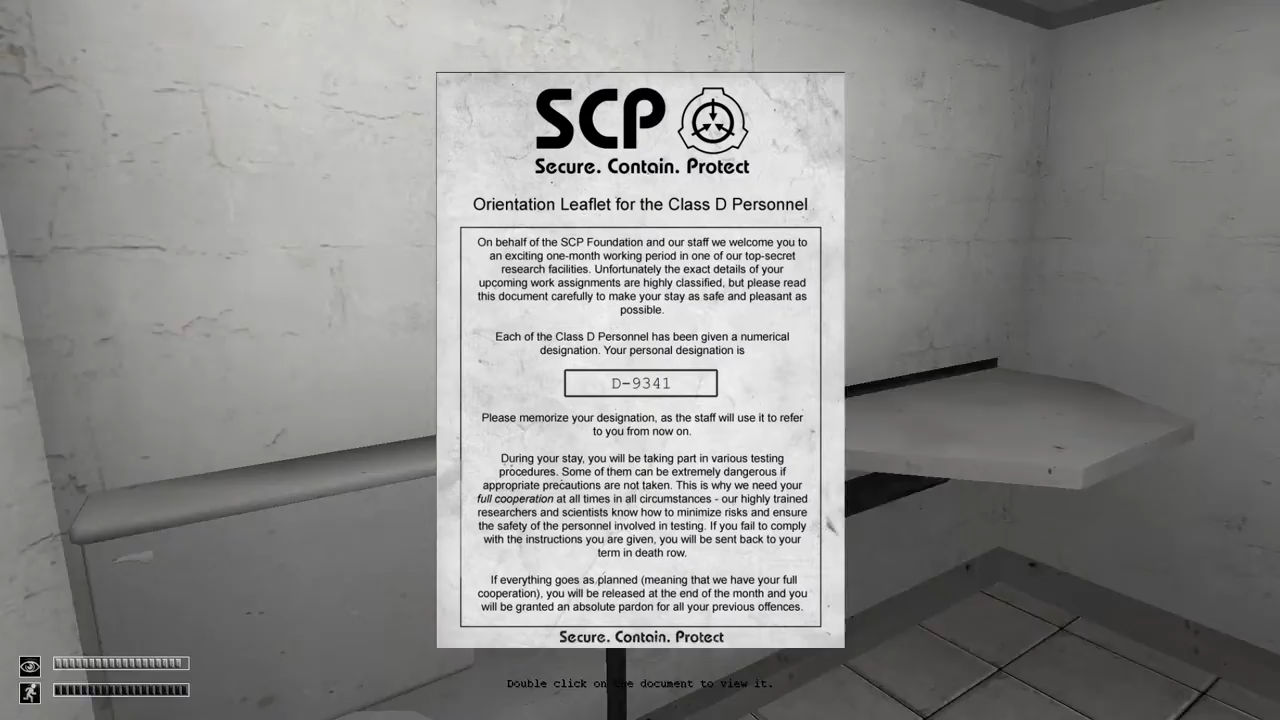 SCP
Secure. Contain. Protect
Orientation Leaflet for the Class D Personnel
On behalf of the SCP Foundation and our staff we welcome you to
an exciting one-month working period in one of our top-secret
research facilities. Unfortunately the exact details of your
upcoming work assignments are highly classified, but please read
this document carefully to make your stay as safe and pleasant as
possible.
Each of the Class D Personnel has been given a numerical
designation. Your personal designation is
D-9341
Please memorize your designation, as the staff will use it to refer
to you from now on.
During your stay, you will be taking part in various testing
procedures. Some of them can be extremely dangerous if
appropriate precautions are not taken. This is why we need your
full cooperation at all times in all circumstances - our highly trained
researchers and scientists know how to minimize risks and ensure
the safety of the personnel involved in testing. If you fail to comply
with the instructions you are given, you will be sent back to your
term in death row.
If everything goes as planned (meaning that we have your full
cooperation), you will be released at the end of the month and you
will be granted an absolute pardon for all your previous offences.
Secure. Contain. Protect
Double click on the document to view it.